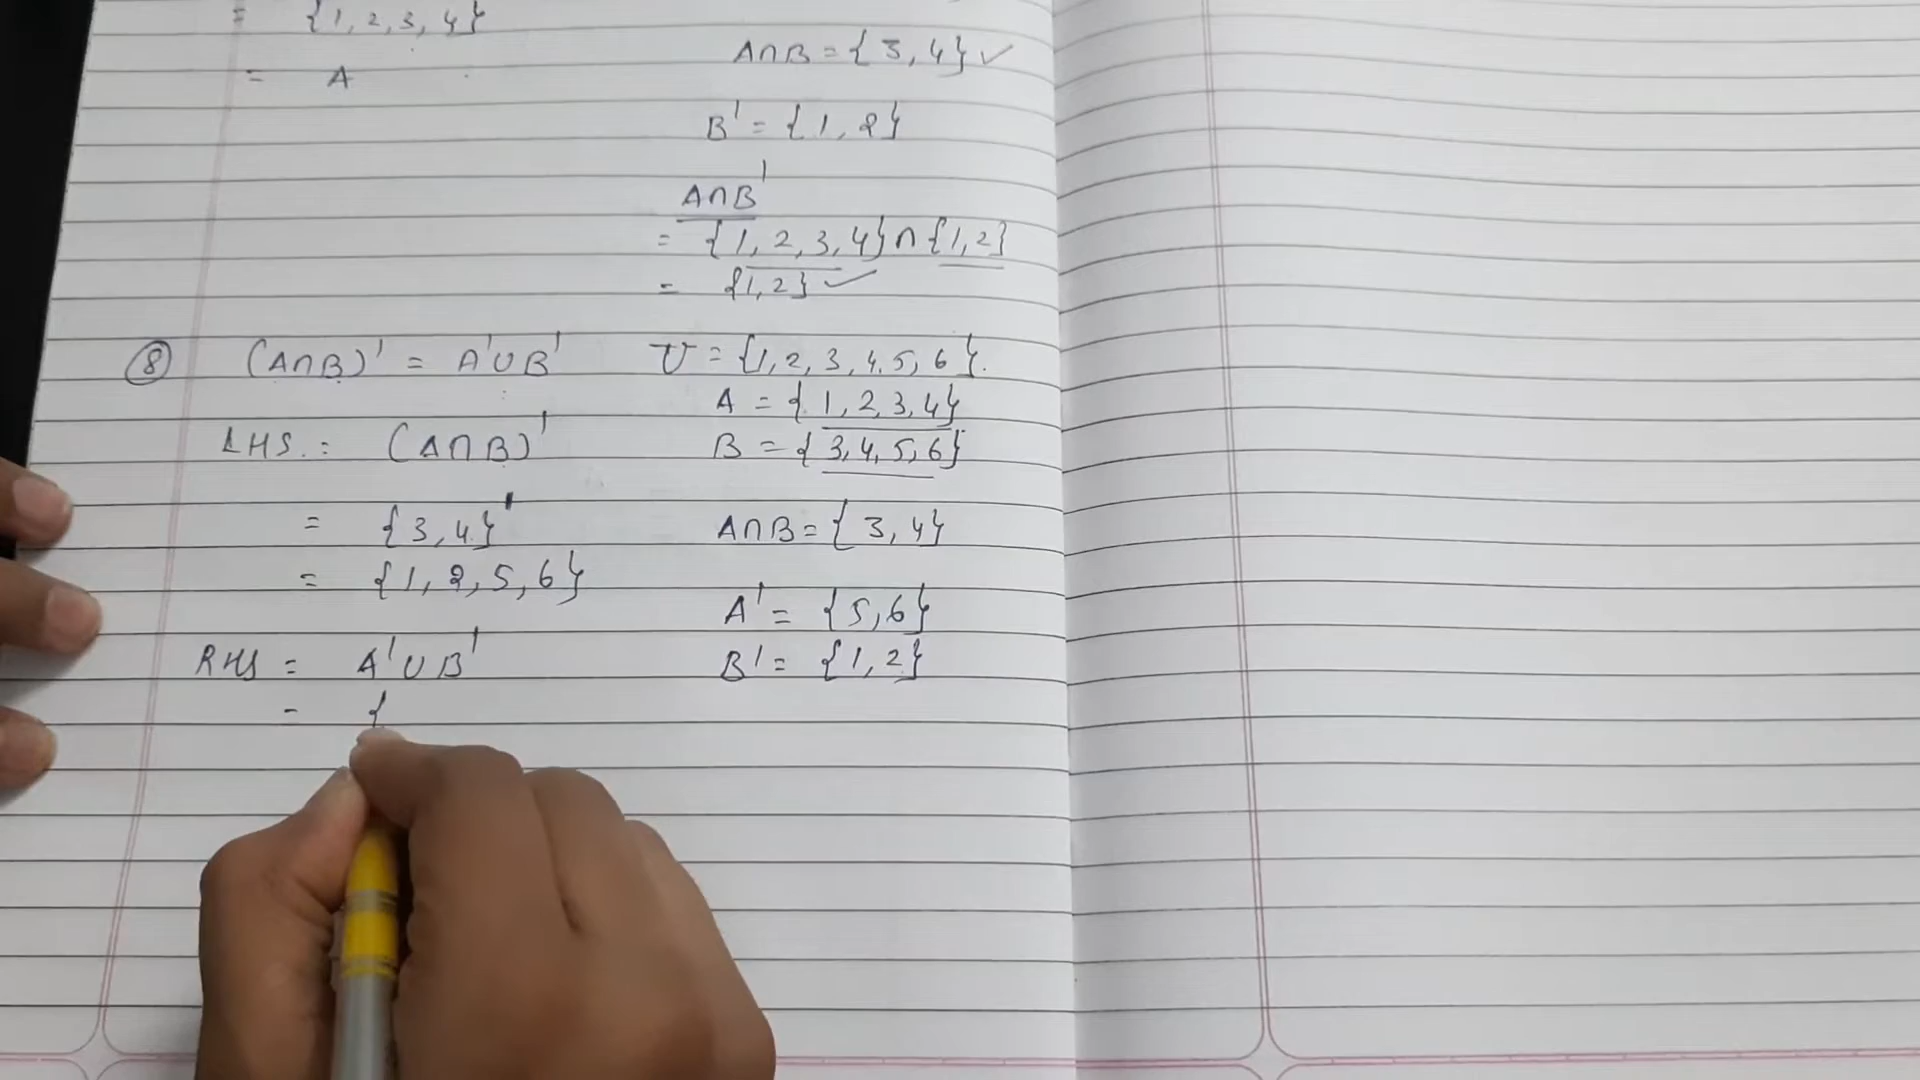 = {1, 2, 3, 4}
= A
A∩B = {3, 4} ✓
B' = {1, 2}
A∩B'
= {1, 2, 3, 4} ∩ {1, 2}
= {1, 2} ✓
⑧ (A∩B)' = A'∪B' U = {1, 2, 3, 4, 5, 6}.
A = {1, 2, 3, 4}
LHS. = (A∩B)' B = {3, 4, 5, 6}
= {3, 4}' A∩B = {3, 4}
= {1, 2, 5, 6}
A' = {5, 6}
RHS = A'∪B' B' = {1, 2}
= {